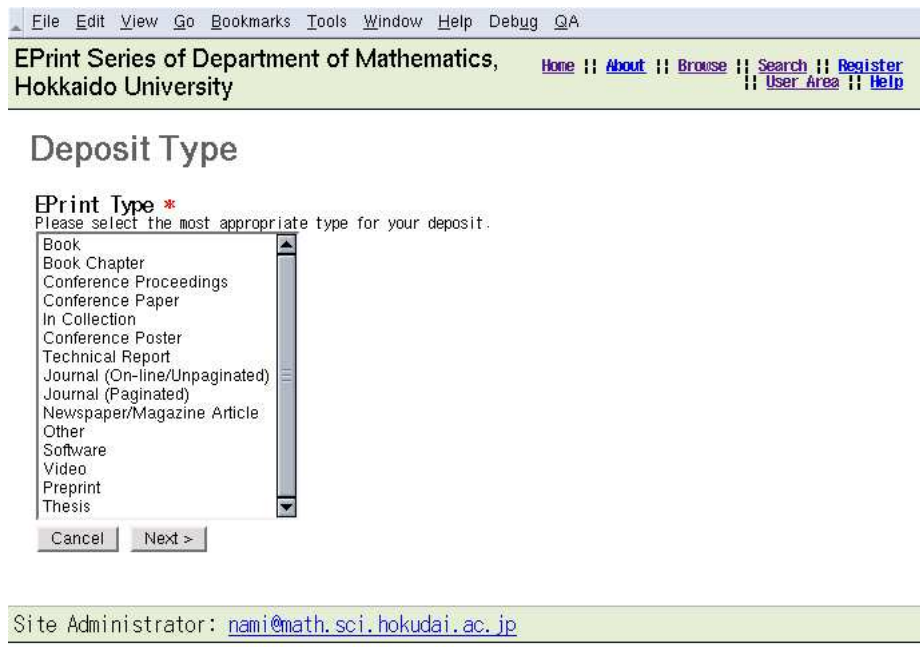 File Edit View Go Bookmarks Tools Window Help Debug QA
EPrint Series of Department of Mathematics,
Hokkaido University
Home || About || Browse || Search || Register
|| User Area || Help
Deposit Type
EPrint Type *
Please select the most appropriate type for your deposit.
Book
Book Chapter
Conference Proceedings
Conference Paper
In Collection
Conference Poster
Technical Report
Journal (On-line/Unpaginated)
Journal (Paginated)
Newspaper/Magazine Article
Other
Software
Video
Preprint
Thesis
Cancel Next >
Site Administrator: nami@math.sci.hokudai.ac.jp